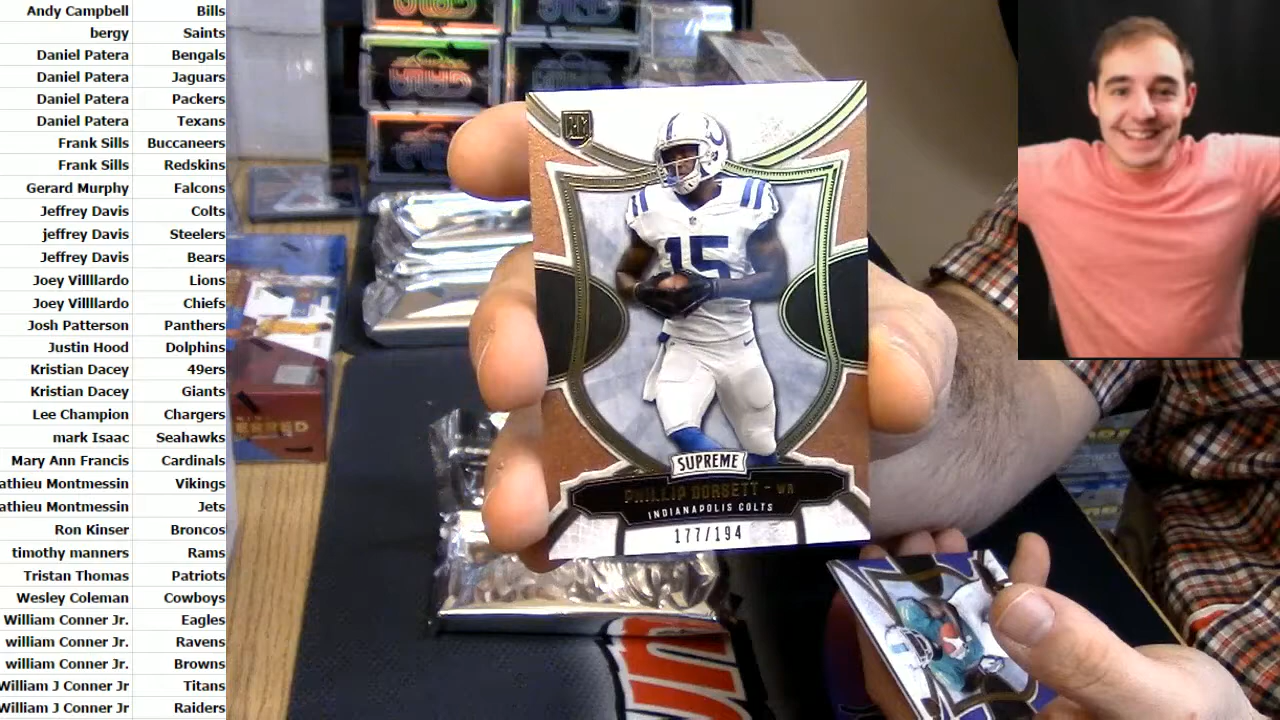 Andy Campbell Bills
bergy Saints
Daniel Patera Bengals
Daniel Patera Jaguars
Daniel Patera Packers
Daniel Patera Texans
Frank Sills Buccaneers
Frank Sills Redskins
Gerard Murphy Falcons
Jeffrey Davis Colts
jeffrey Davis Steelers
Jeffrey Davis Bears
Joey Villllardo Lions
Joey Villllardo Chiefs
Josh Patterson Panthers
Justin Hood Dolphins
Kristian Dacey 49ers
Kristian Dacey Giants
Lee Champion Chargers
mark Isaac Seahawks
Mary Ann Francis Cardinals
athieu Montmessin Vikings
athieu Montmessin Jets
Ron Kinser Broncos
timothy manners Rams
Tristan Thomas Patriots
Wesley Coleman Cowboys
William Conner Jr. Eagles
william Conner Jr. Ravens
william Conner Jr. Browns
William J Conner Jr Titans
William J Conner Jr Raiders
15
SUPREME
PHILLIP DORSETT - WR
INDIANAPOLIS COLTS
177/194